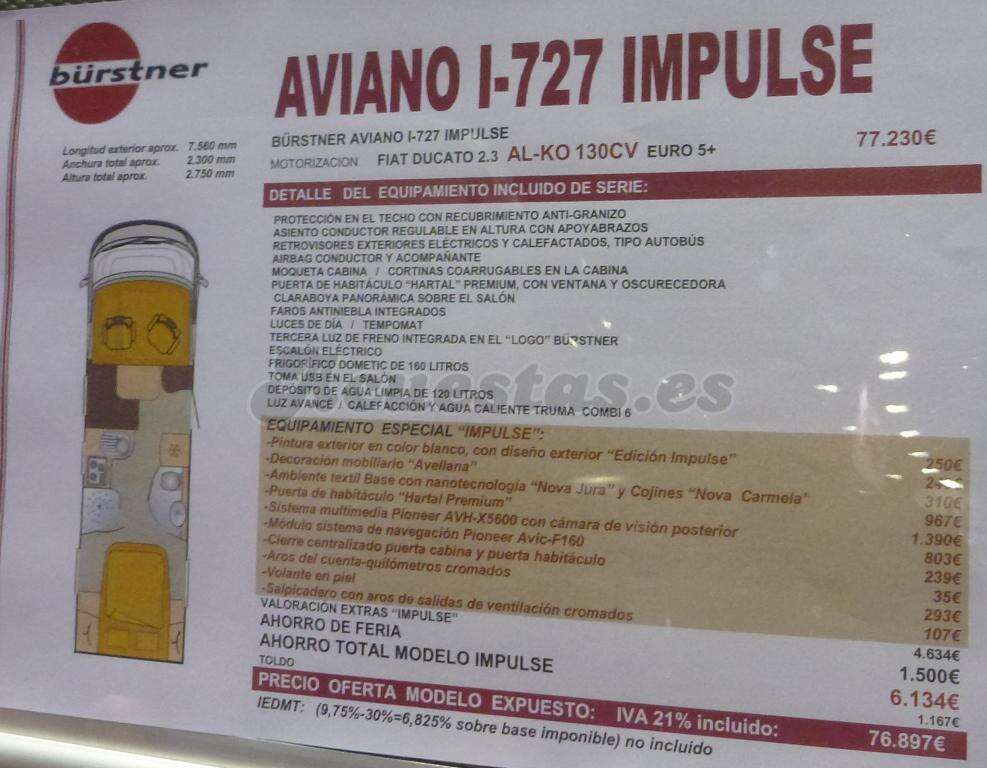 bürstner
AVIANO I-727 IMPULSE
Longitud exterior aprox. 7.560 mm
Anchura total aprox. 2.300 mm
Altura total aprox. 2.750 mm
BÜRSTNER AVIANO I-727 IMPULSE
77.230€
MOTORIZACION FIAT DUCATO 2.3 AL-KO 130CV EURO 5+
DETALLE DEL EQUIPAMIENTO INCLUIDO DE SERIE:
PROTECCIÓN EN EL TECHO CON RECUBRIMIENTO ANTI-GRANIZO
ASIENTO CONDUCTOR REGULABLE EN ALTURA CON APOYABRAZOS
RETROVISORES EXTERIORES ELÉCTRICOS Y CALEFACTADOS, TIPO AUTOBÚS
AIRBAG CONDUCTOR Y ACOMPAÑANTE
MOQUETA CABINA / CORTINAS COARRUGABLES EN LA CABINA
PUERTA DE HABITÁCULO "HARTAL" PREMIUM, CON VENTANA Y OSCURECEDORA
CLARABOYA PANORÁMICA SOBRE EL SALÓN
FAROS ANTINIEBLA INTEGRADOS
LUCES DE DÍA / TEMPOMAT
TERCERA LUZ DE FRENO INTEGRADA EN EL "LOGO" BÜRSTNER
ESCALÓN ELÉCTRICO
FRIGORÍFICO DOMETIC DE 160 LITROS
TOMA USB EN EL SALÓN
DEPÓSITO DE AGUA LIMPIA DE 120 LITROS
LUZ AVANCÉ / CALEFACCIÓN Y AGUA CALIENTE TRUMA COMBI 6
EQUIPAMIENTO ESPECIAL "IMPULSE":
-Pintura exterior en color blanco, con diseño exterior "Edición Impulse" 250€
-Decoración mobiliario "Avellana"
-Ambiente textil Base con nanotecnología "Nova Jura" y Cojines "Nova Carmela" 310€
-Puerta de habitáculo "Hartal Premium" 967€
-Sistema multimedia Pioneer AVH-X5600 con cámara de visión posterior 1.390€
-Módulo sistema de navegación Pioneer Avic-F160 803€
-Cierre centralizado puerta cabina y puerta habitáculo 239€
-Aros del cuenta-quilómetros cromados 35€
-Volante en piel 293€
-Salpicadero con aros de salidas de ventilación cromados 107€
VALORACIÓN EXTRAS "IMPULSE" 4.634€
AHORRO DE FERIA 1.500€
AHORRO TOTAL MODELO IMPULSE 6.134€
TOLDO 1.167€
PRECIO OFERTA MODELO EXPUESTO: IVA 21% incluido: 76.897€
IEDMT: (9,75%-30%=6,825% sobre base imponible) no incluido